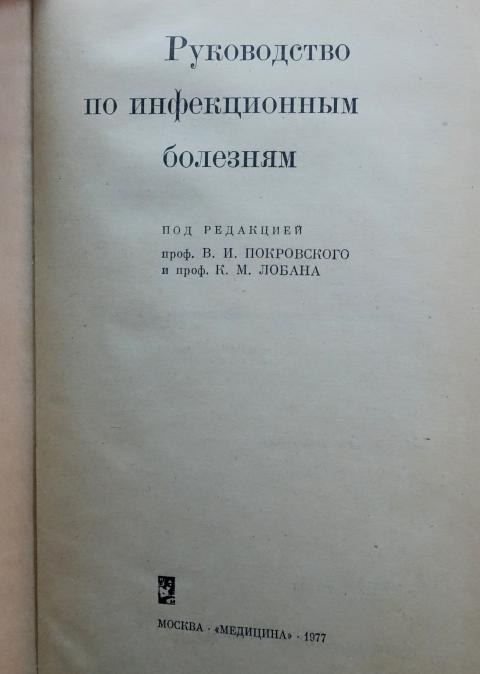 Руководство
по инфекционным
болезням
ПОД РЕДАКЦИЕЙ
проф. В. И. ПОКРОВСКОГО
и проф. К. М. ЛОБАНА
МОСКВА · «МЕДИЦИНА» · 1977